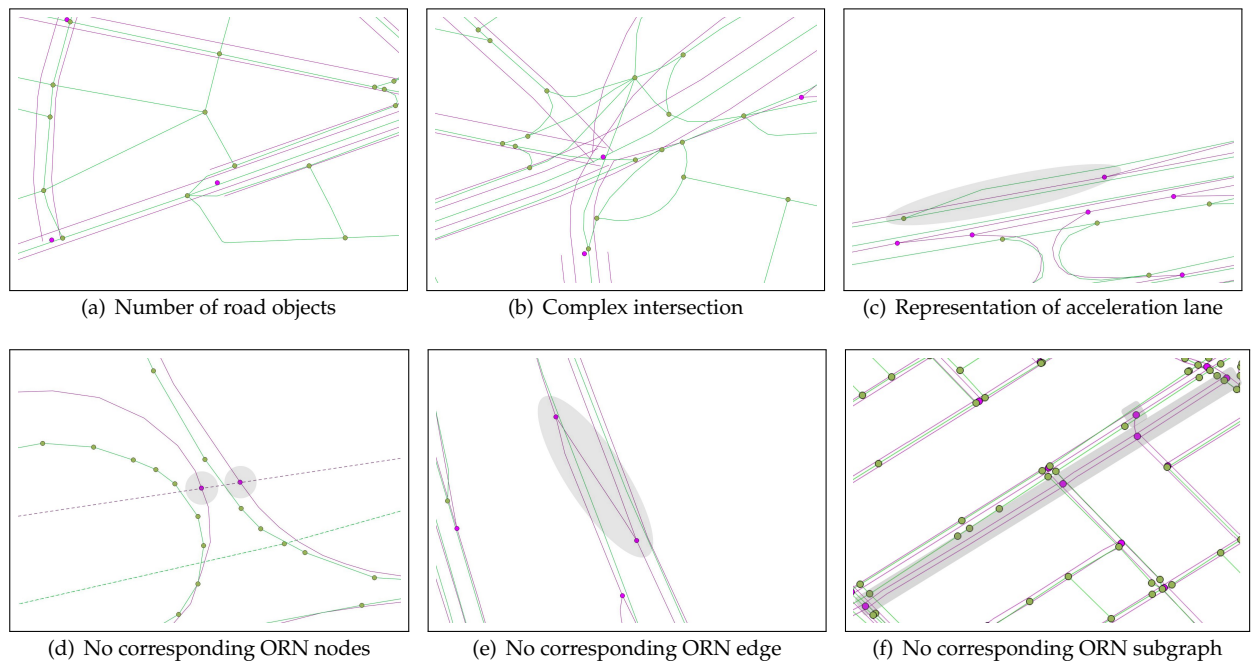 (a) Number of road objects
(b) Complex intersection
(c) Representation of acceleration lane
(d) No corresponding ORN nodes
(e) No corresponding ORN edge
(f) No corresponding ORN subgraph